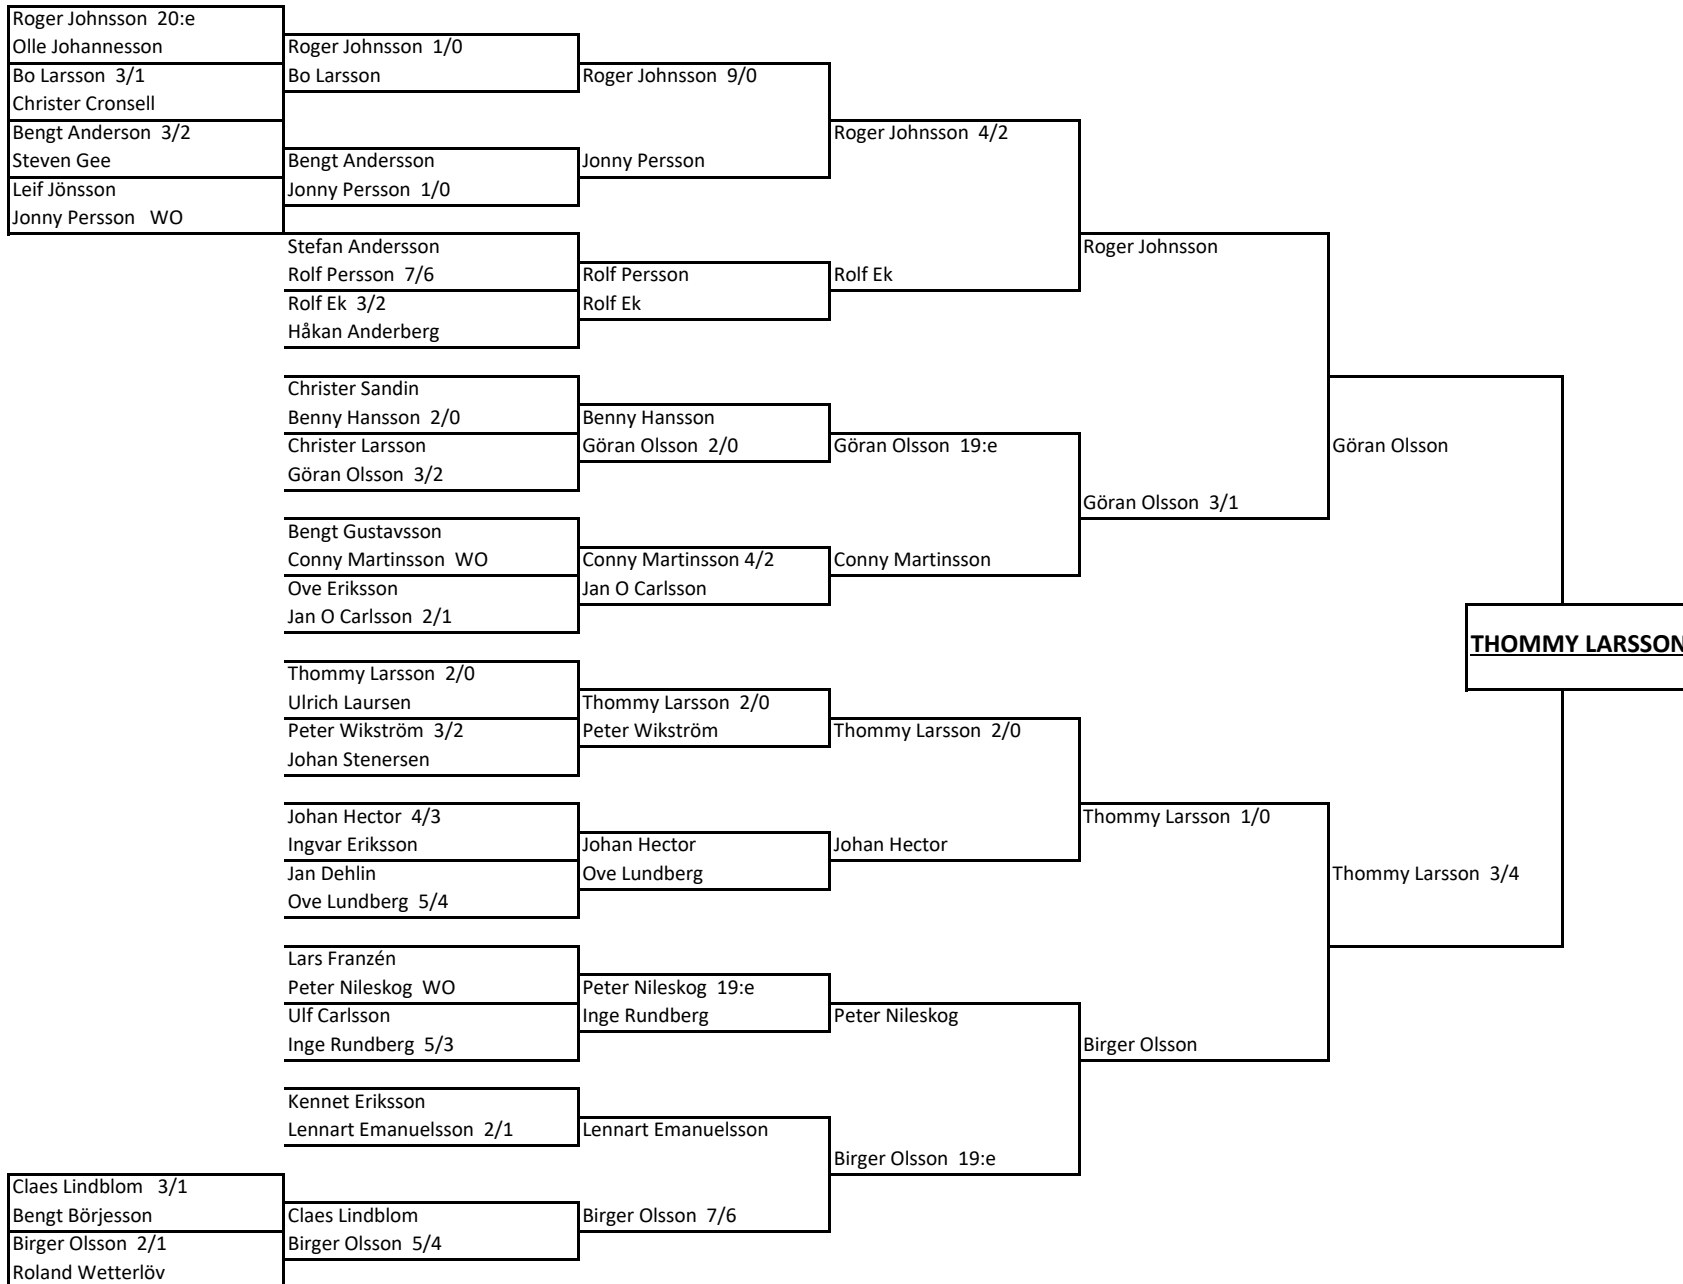 Roger Johnsson 20:e
Olle Johannesson
Bo Larsson 3/1
Christer Cronsell
Bengt Anderson 3/2
Steven Gee
Leif Jönsson
Jonny Persson WO
Claes Lindblom 3/1
Bengt Börjesson
Birger Olsson 2/1
Roland Wetterlöv
Roger Johnsson 1/0
Bo Larsson
Bengt Andersson
Jonny Persson 1/0
Stefan Andersson
Rolf Persson 7/6
Rolf Ek 3/2
Håkan Anderberg
Christer Sandin
Benny Hansson 2/0
Christer Larsson
Göran Olsson 3/2
Bengt Gustavsson
Conny Martinsson WO
Ove Eriksson
Jan O Carlsson 2/1
Thommy Larsson 2/0
Ulrich Laursen
Peter Wikström 3/2
Johan Stenersen
Johan Hector 4/3
Ingvar Eriksson
Jan Dehlin
Ove Lundberg 5/4
Lars Franzén
Peter Nileskog WO
Ulf Carlsson
Inge Rundberg 5/3
Kennet Eriksson
Lennart Emanuelsson 2/1
Claes Lindblom
Birger Olsson 5/4
Roger Johnsson 9/0
Jonny Persson
Rolf Persson
Rolf Ek
Benny Hansson
Göran Olsson 2/0
Conny Martinsson 4/2
Jan O Carlsson
Thommy Larsson 2/0
Peter Wikström
Johan Hector
Ove Lundberg
Peter Nileskog 19:e
Inge Rundberg
Lennart Emanuelsson
Birger Olsson 7/6
Roger Johnsson 4/2
Rolf Ek
Göran Olsson 19:e
Conny Martinsson
Thommy Larsson 2/0
Johan Hector
Peter Nileskog
Birger Olsson 19:e
Roger Johnsson
Göran Olsson 3/1
Thommy Larsson 1/0
Birger Olsson
Göran Olsson
Thommy Larsson 3/4
THOMMY LARSSON